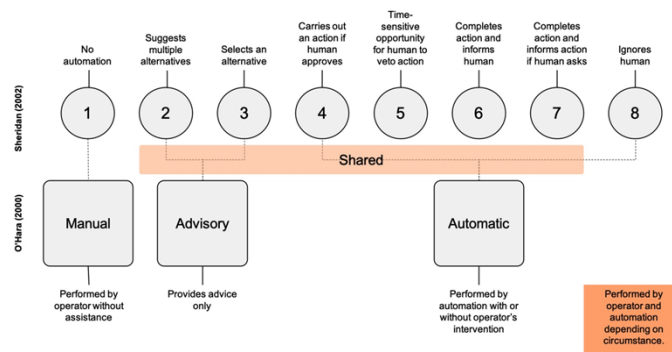 No
automation
Suggests
multiple
alternatives
Selects an
alternative
Carries out
an action if
human
approves
Time-
sensitive
opportunity
for human to
veto action
Completes
action and
informs
human
Completes
action and
informs action
if human asks
Ignores
human
Sheridan (2002)
1
2
3
4
5
6
7
8
Shared
O'Hara (2000)
Manual
Advisory
Automatic
Performed by
operator without
assistance
Provides advice
only
Performed by
automation with or
without operator's
intervention
Performed by
operator and
automation
depending on
circumstance.